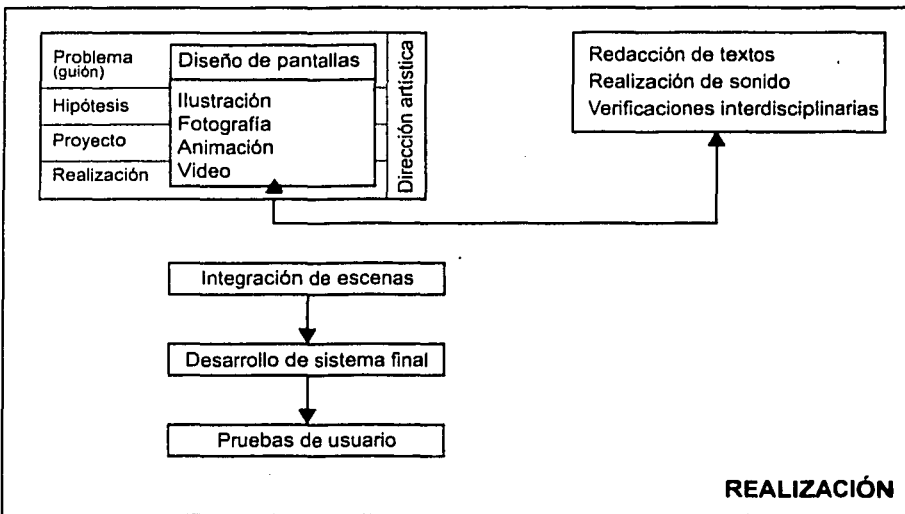 Problema
(guión)
Hipótesis
Proyecto
Realización
Diseño de pantallas
Ilustración
Fotografía
Animación
Video
Dirección artística
Redacción de textos
Realización de sonido
Verificaciones interdisciplinarias
Integración de escenas
Desarrollo de sistema final
Pruebas de usuario
REALIZACIÓN